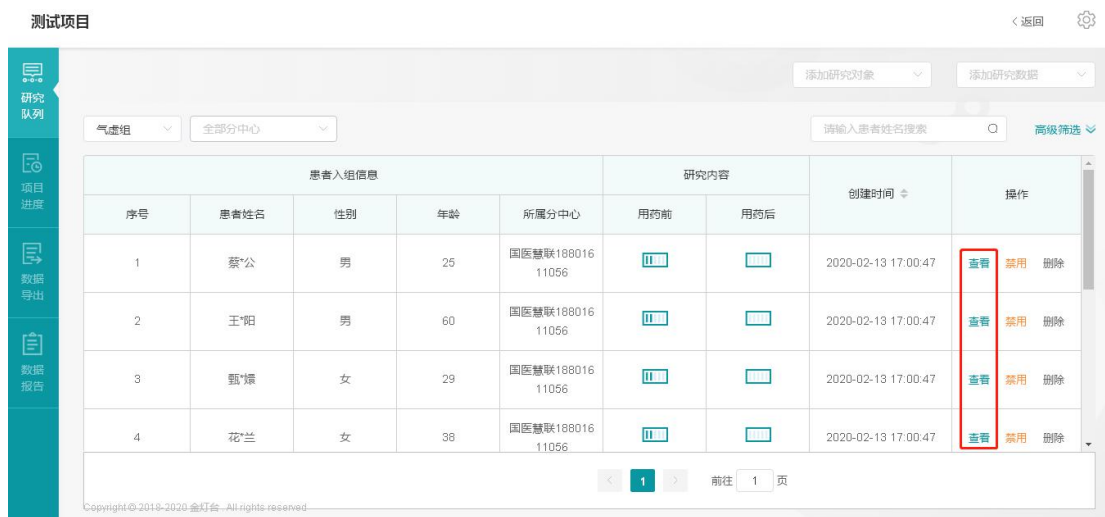 测试项目
返回
研究
队列
添加研究对象
添加研究数据
气虚组
全部分中心
请输入患者姓名搜索
高级筛选
项目
进度
数据
导出
数据
报告
患者入组信息 研究内容 创建时间 操作
序号 患者姓名 性别 年龄 所属分中心 用药前 用药后
1 蔡*公 男 25 国医慧联188016
11056 2020-02-13 17:00:47 查看 禁用 删除
2 王*阳 男 60 国医慧联188016
11056 2020-02-13 17:00:47 查看 禁用 删除
3 甄*嬛 女 29 国医慧联188016
11056 2020-02-13 17:00:47 查看 禁用 删除
4 花*兰 女 38 国医慧联188016
11056 2020-02-13 17:00:47 查看 禁用 删除
1 前往 1 页
Copyright © 2018-2020 金灯台. All rights reserved